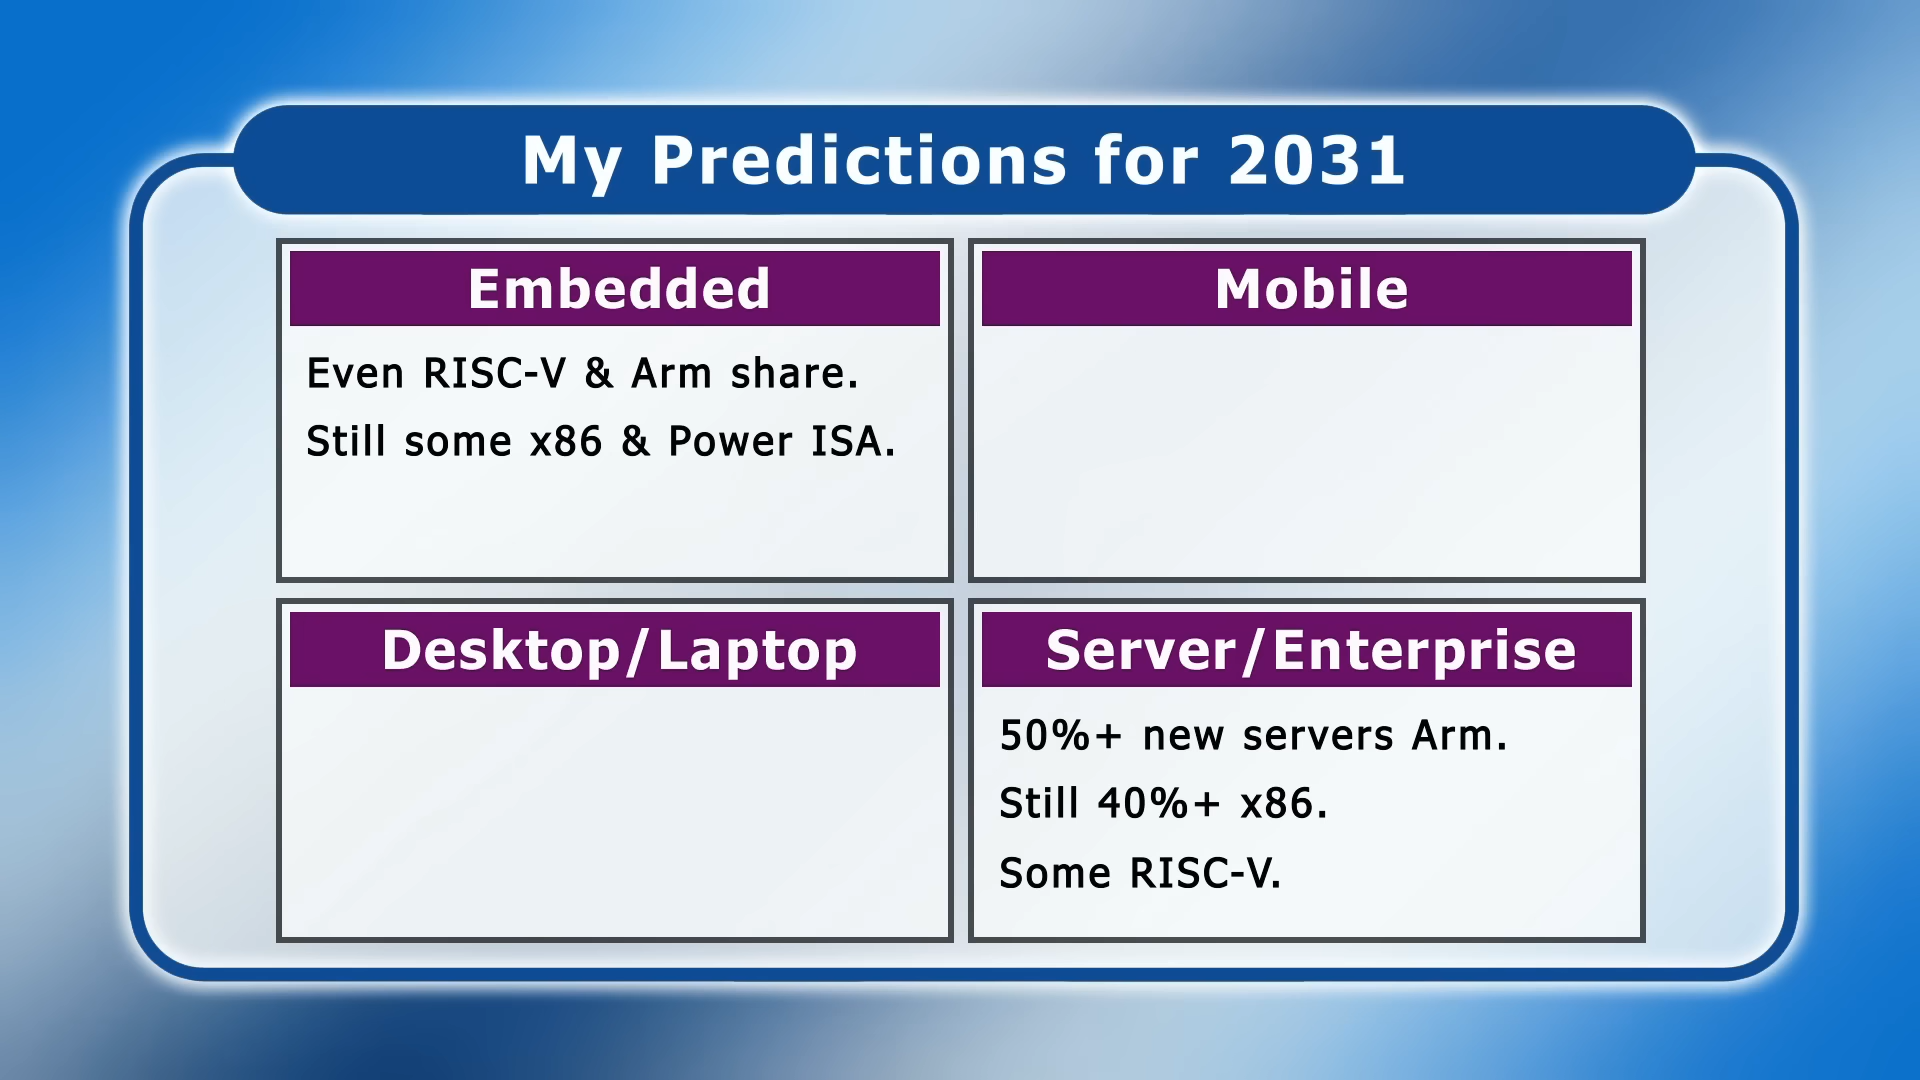 My Predictions for 2031
Embedded
Even RISC-V & Arm share.
Still some x86 & Power ISA.
Mobile
Desktop/Laptop
Server/Enterprise
50%+ new servers Arm.
Still 40%+ x86.
Some RISC-V.